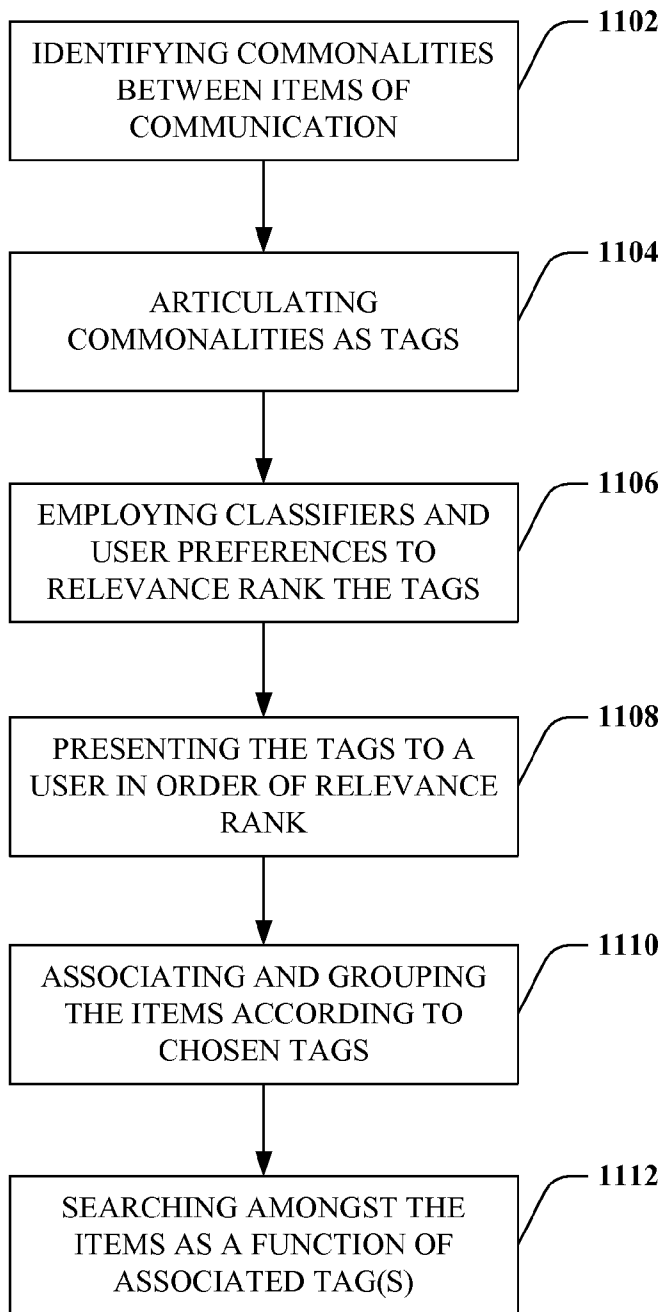 1102
IDENTIFYING COMMONALITIES
BETWEEN ITEMS OF
COMMUNICATION
1104
ARTICULATING
COMMONALITIES AS TAGS
1106
EMPLOYING CLASSIFIERS AND
USER PREFERENCES TO
RELEVANCE RANK THE TAGS
1108
PRESENTING THE TAGS TO A
USER IN ORDER OF RELEVANCE
RANK
1110
ASSOCIATING AND GROUPING
THE ITEMS ACCORDING TO
CHOSEN TAGS
1112
SEARCHING AMONGST THE
ITEMS AS A FUNCTION OF
ASSOCIATED TAG(S)